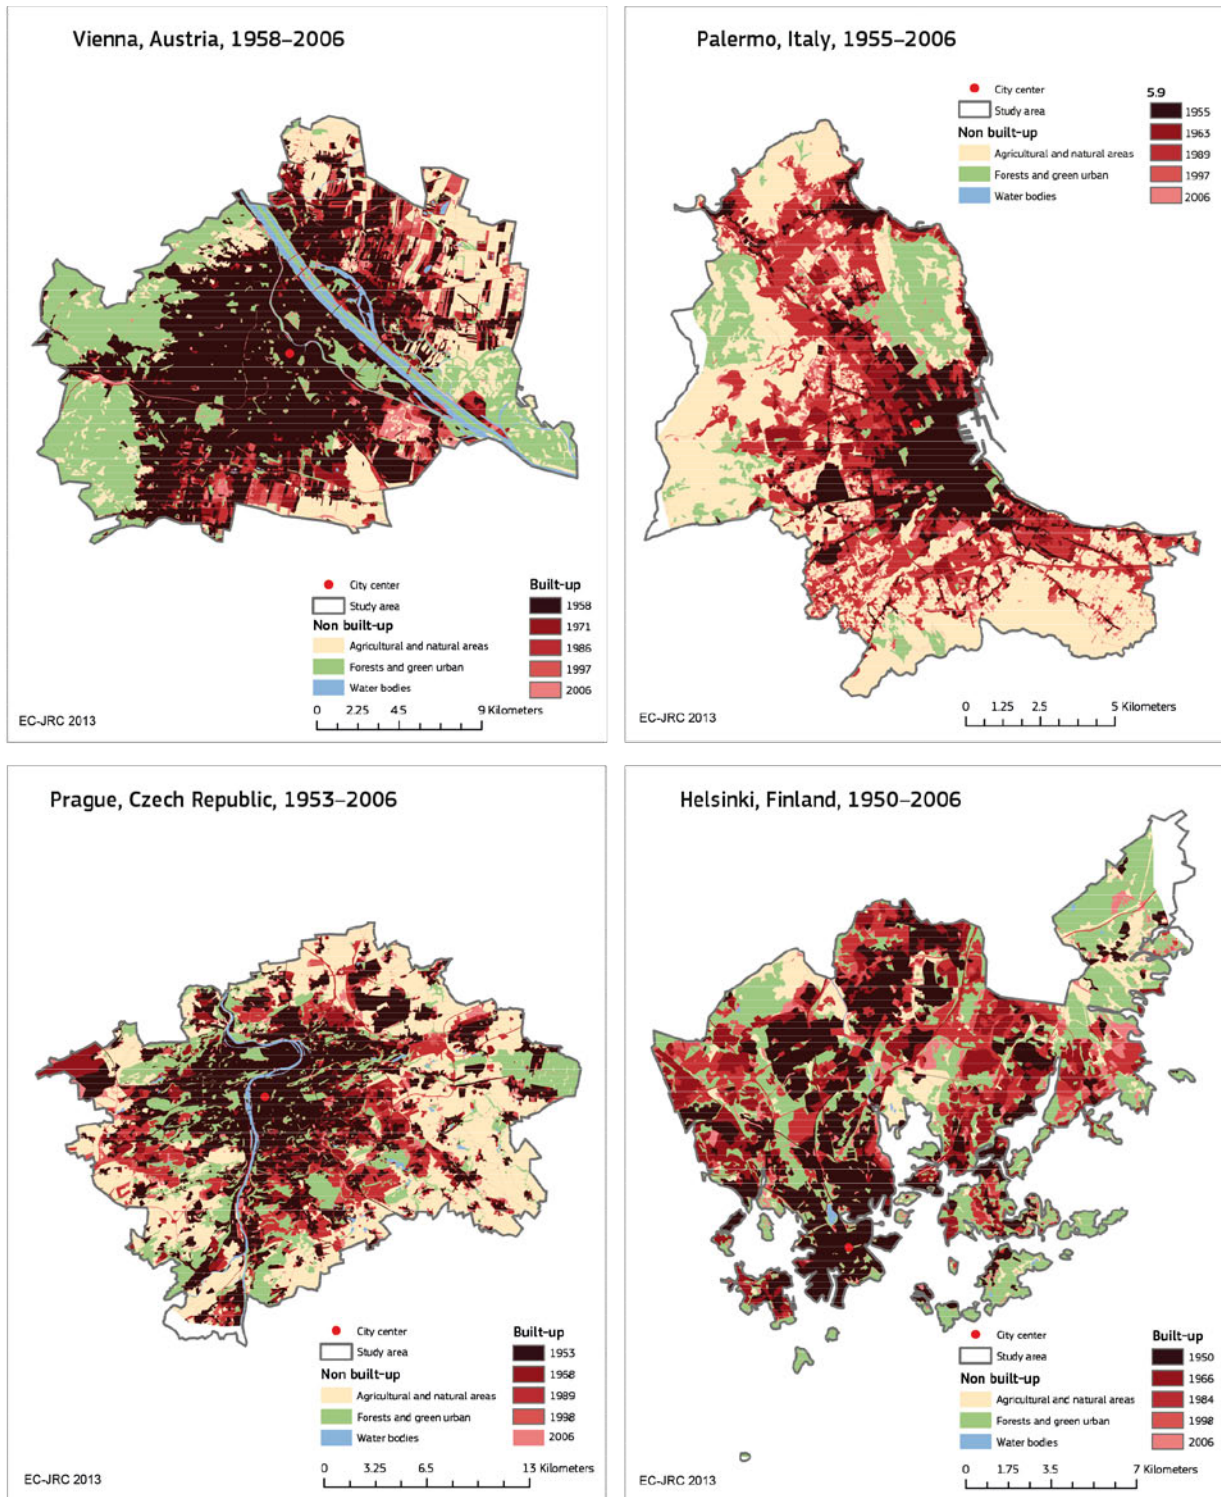 Vienna, Austria, 1958–2006
City center
Study area
Non built-up
Agricultural and natural areas
Forests and green urban
Water bodies
Built-up
1958
1971
1986
1997
2006
0 2.25 4.5 9 Kilometers
EC-JRC 2013
Palermo, Italy, 1955–2006
City center
Study area
Non built-up
Agricultural and natural areas
Forests and green urban
Water bodies
5.9
1955
1963
1989
1997
2006
0 1.25 2.5 5 Kilometers
EC-JRC 2013
Prague, Czech Republic, 1953–2006
City center
Study area
Non built-up
Agricultural and natural areas
Forests and green urban
Water bodies
Built-up
1953
1968
1989
1998
2006
0 3.25 6.5 13 Kilometers
EC-JRC 2013
Helsinki, Finland, 1950–2006
City center
Study area
Non built-up
Agricultural and natural areas
Forests and green urban
Water bodies
Built-up
1950
1966
1984
1998
2006
0 1.75 3.5 7 Kilometers
EC-JRC 2013